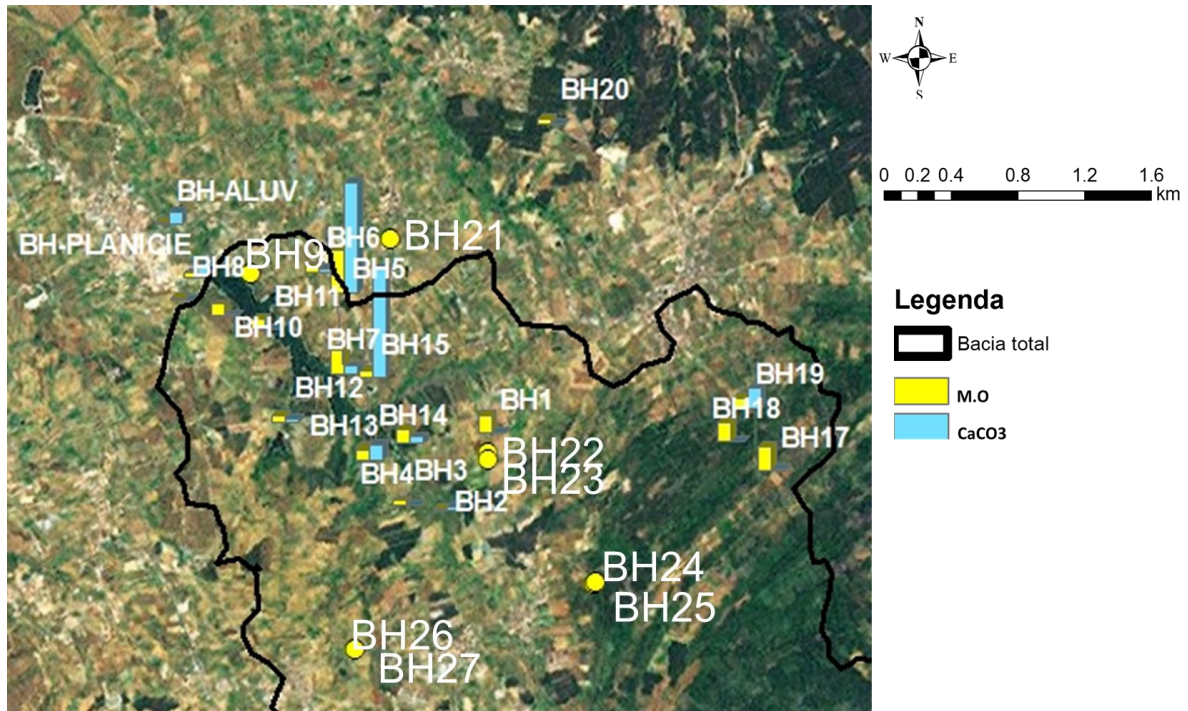 N
W
E
S
0 0.2 0.4 0.8 1.2 1.6
km
Legenda
Bacia total
M.O
CaCO3
BH20
BH-ALUV
BH-PLANICIE
BH6
BH21
BH9
BH8
BH5
BH11
BH10
BH7
BH15
BH12
BH19
BH1
BH14
BH18
BH13
BH17
BH22
BH4
BH3
BH23
BH2
BH24
BH25
BH26
BH27